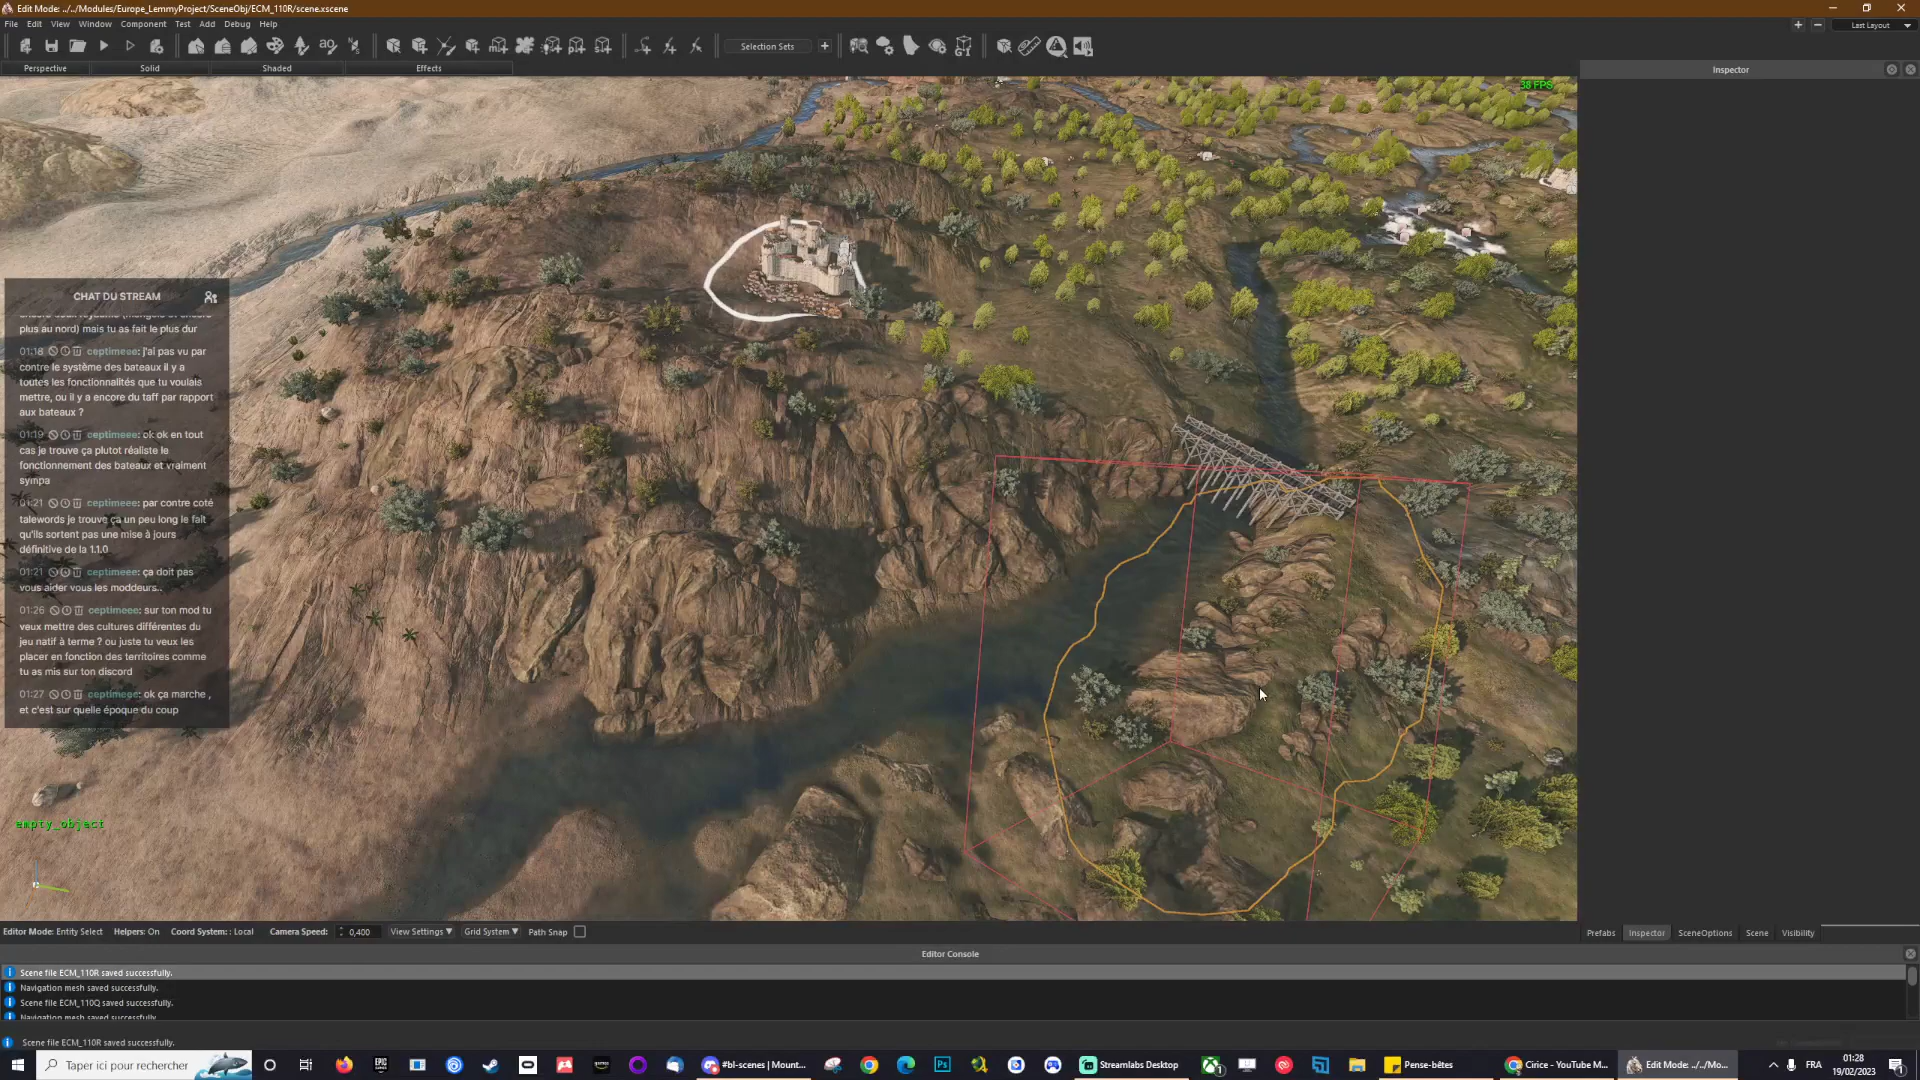 Edit Mode: ../../Modules/Europe_LemmyProject/SceneObj/ECM_110R/scene.xscene
File Edit View Window Component Test Add Debug Help
Last Layout
Selection Sets
Perspective Solid Shaded Effects
Inspector
38 FPS
CHAT DU STREAM
plus au nord) mais tu as fait le plus dur
01:18 ceptimeee: j'ai pas vu par
contre le système des bateaux il y a
toutes les fonctionnalités que tu voulais
mettre, ou il y a encore du taff par rapport
aux bateaux ?
01:19 ceptimeee: ok ok en tout
cas je trouve ça plutot réaliste le
fonctionnement des bateaux et vraiment
sympa
01:21 ceptimeee: par contre coté
talewords je trouve ça un peu long le fait
qu'ils sortent pas une mise à jours
définitive de la 1.1.0
01:21 ceptimeee: ça doit pas
vous aider vous les moddeurs..
01:26 ceptimeee: sur ton mod tu
veux mettre des cultures différentes du
jeu natif à terme ? ou juste tu veux les
placer en fonction des territoires comme
tu as mis sur ton discord
01:27 ceptimeee: ok ça marche ,
et c'est sur quelle époque du coup
empty_object
Editor Mode: Entity Select Helpers: On Coord System: : Local Camera Speed: 0,400 View Settings Grid System Path Snap
Prefabs Inspector SceneOptions Scene Visibility
Editor Console
Scene file ECM_110R saved successfully.
Navigation mesh saved successfully.
Scene file ECM_110Q saved successfully.
Navigation mesh saved successfully.
Scene file ECM_110R saved successfully.
Taper ici pour rechercher
#bl-scenes | Mount...
Streamlabs Desktop
Pense-bêtes
Cirice - YouTube M...
Edit Mode: ../../Mo...
FRA
01:28
19/02/2023